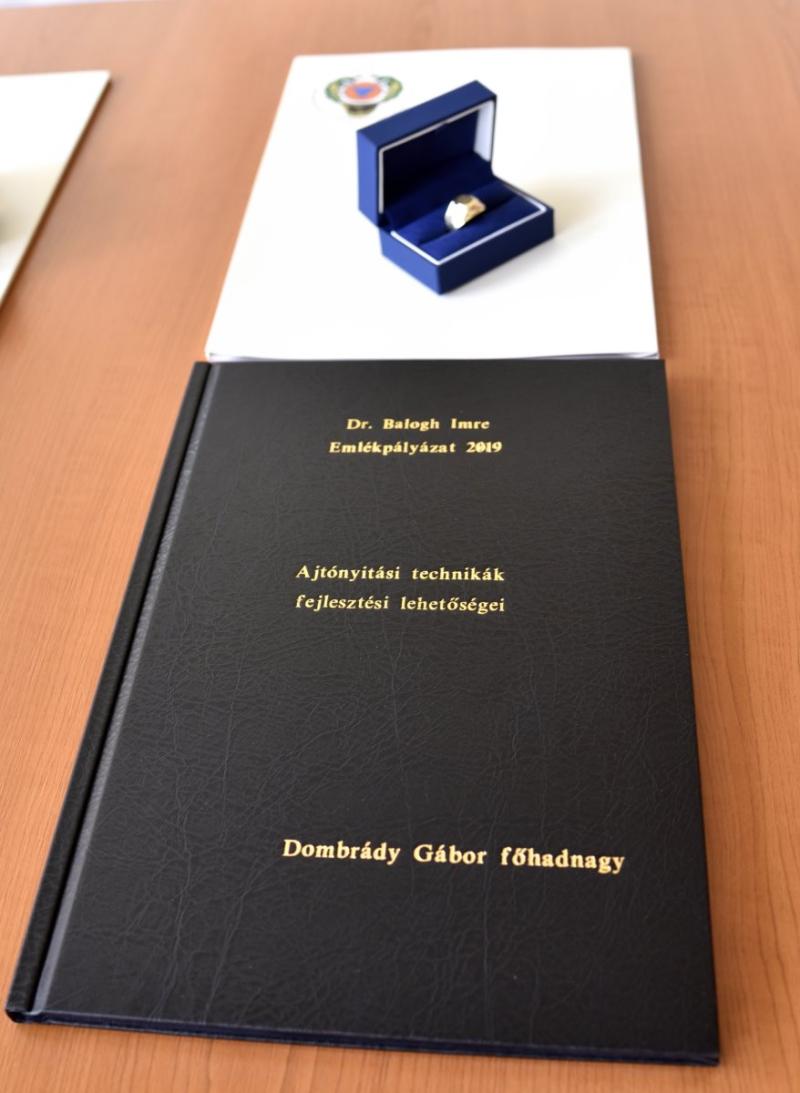 Dr. Balogh Imre
Emlékpályázat 2019
Ajtónyitási technikák
fejlesztési lehetőségei
Dombrády Gábor főhadnagy